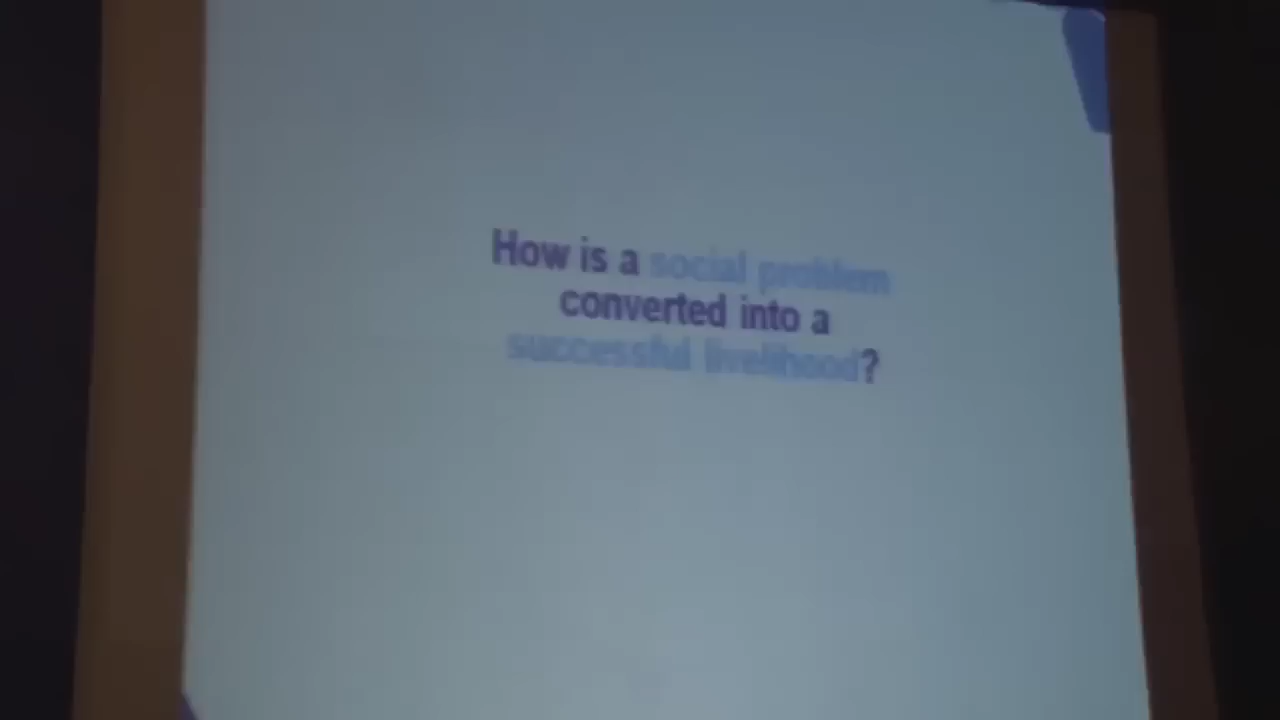 How is a social problem
converted into a
successful livelihood?